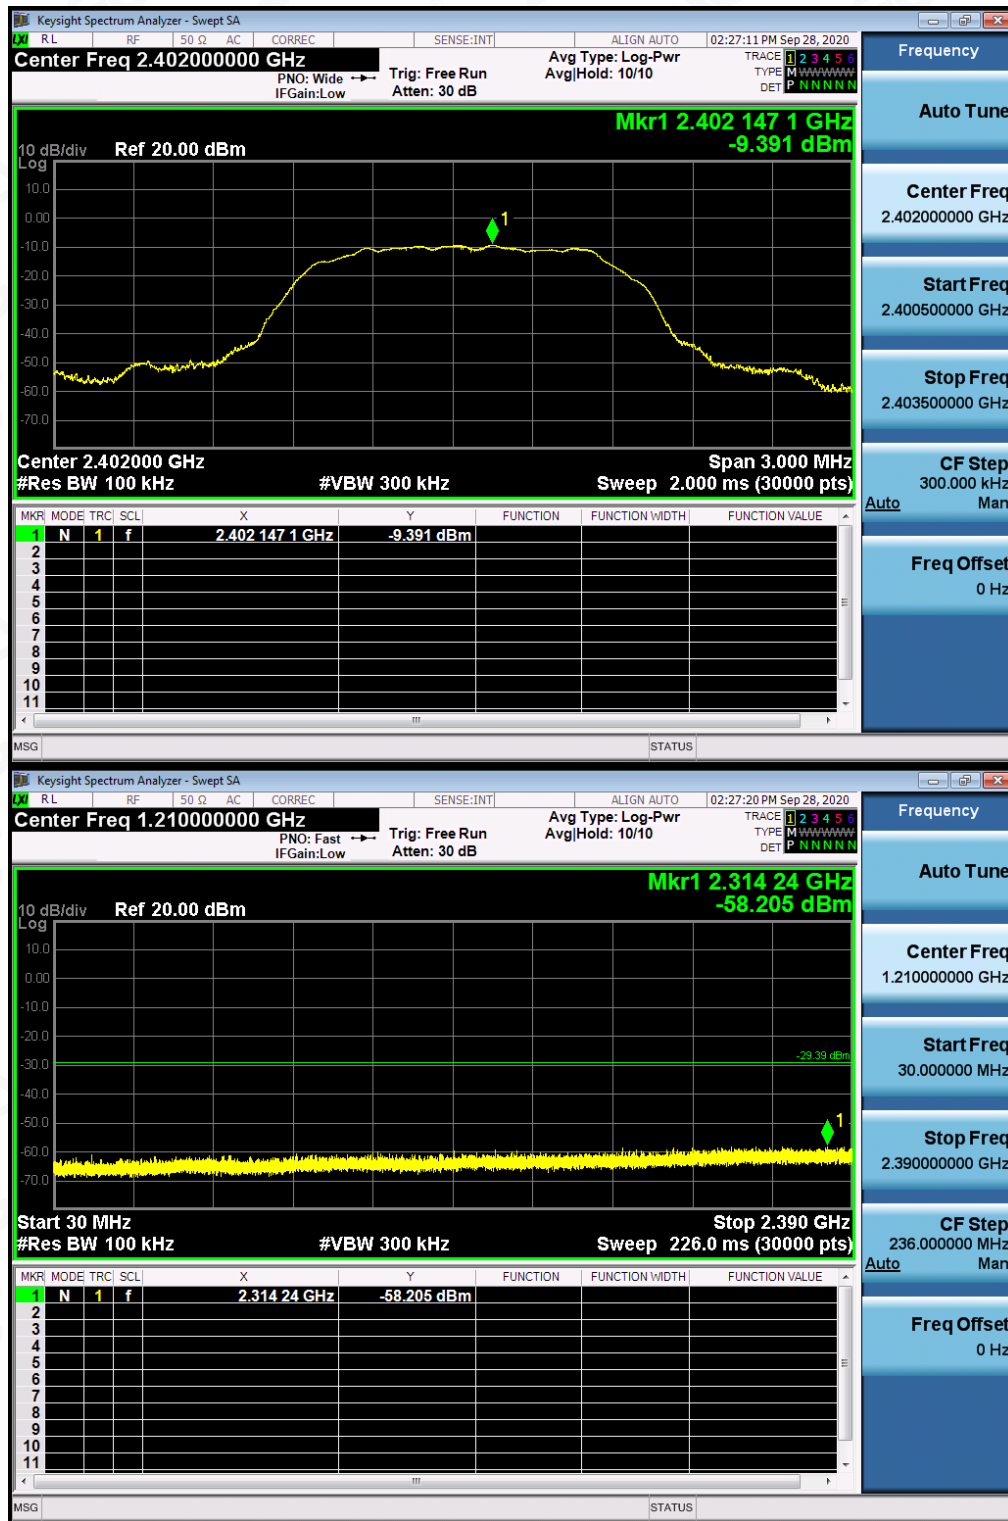 Keysight Spectrum Analyzer - Swept SA
LXI RL RF 50 Ω AC CORREC SENSE:INT ALIGN AUTO 02:27:11 PM Sep 28, 2020
Center Freq 2.402000000 GHz
PNO: Wide
IFGain:Low
Trig: Free Run
Atten: 30 dB
Avg Type: Log-Pwr
Avg|Hold: 10/10
TRACE 1 2 3 4 5 6
TYPE M WWWWW
DET P N N N N N
Mkr1 2.402 147 1 GHz
-9.391 dBm
10 dB/div Ref 20.00 dBm
Log
10.0
0.00
1
-10.0
-20.0
-30.0
-40.0
-50.0
-60.0
-70.0
Center 2.402000 GHz Span 3.000 MHz
#Res BW 100 kHz #VBW 300 kHz Sweep 2.000 ms (30000 pts)
MKR MODE TRC SCL X Y FUNCTION FUNCTION WIDTH FUNCTION VALUE
1 N 1 f 2.402 147 1 GHz -9.391 dBm
2
3
4
5
6
7
8
9
10
11
MSG STATUS
Frequency
Auto Tune
Center Freq
2.402000000 GHz
Start Freq
2.400500000 GHz
Stop Freq
2.403500000 GHz
CF Step
300.000 kHz
Auto Man
Freq Offset
0 Hz
Keysight Spectrum Analyzer - Swept SA
LXI RL RF 50 Ω AC CORREC SENSE:INT ALIGN AUTO 02:27:20 PM Sep 28, 2020
Center Freq 1.210000000 GHz
PNO: Fast
IFGain:Low
Trig: Free Run
Atten: 30 dB
Avg Type: Log-Pwr
Avg|Hold: 10/10
TRACE 1 2 3 4 5 6
TYPE M WWWWW
DET P N N N N N
Mkr1 2.314 24 GHz
-58.205 dBm
10 dB/div Ref 20.00 dBm
Log
10.0
0.00
-10.0
-20.0
-29.39 dBm
-30.0
-40.0
-50.0
1
-60.0
-70.0
Start 30 MHz Stop 2.390 GHz
#Res BW 100 kHz #VBW 300 kHz Sweep 226.0 ms (30000 pts)
MKR MODE TRC SCL X Y FUNCTION FUNCTION WIDTH FUNCTION VALUE
1 N 1 f 2.314 24 GHz -58.205 dBm
2
3
4
5
6
7
8
9
10
11
MSG STATUS
Frequency
Auto Tune
Center Freq
1.210000000 GHz
Start Freq
30.000000 MHz
Stop Freq
2.390000000 GHz
CF Step
236.000000 MHz
Auto Man
Freq Offset
0 Hz